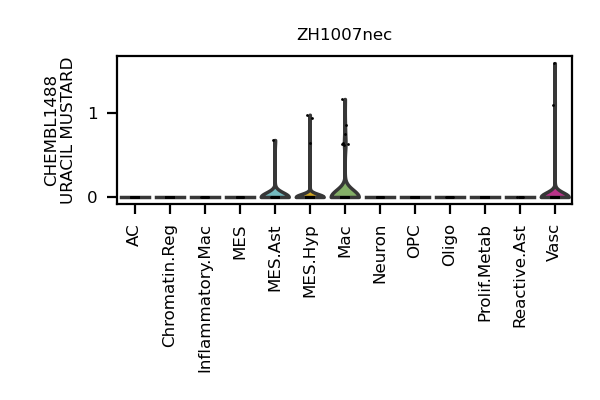 ZH1007nec
CHEMBL1488
URACIL MUSTARD
1
0
AC
Chromatin.Reg
Inflammatory.Mac
MES
MES.Ast
MES.Hyp
Mac
Neuron
OPC
Oligo
Prolif.Metab
Reactive.Ast
Vasc